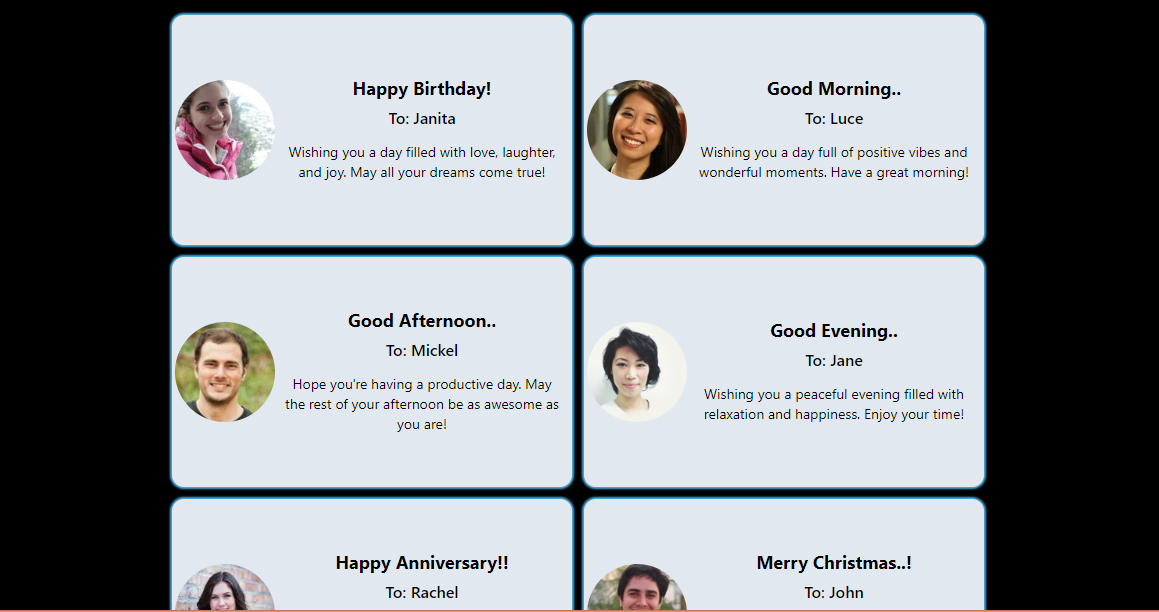 Happy Birthday!
To: Janita
Wishing you a day filled with love, laughter,
and joy. May all your dreams come true!
Good Morning..
To: Luce
Wishing you a day full of positive vibes and
wonderful moments. Have a great morning!
Good Afternoon..
To: Mickel
Hope you're having a productive day. May
the rest of your afternoon be as awesome as
you are!
Good Evening..
To: Jane
Wishing you a peaceful evening filled with
relaxation and happiness. Enjoy your time!
Happy Anniversary!!
To: Rachel
Merry Christmas..!
To: John